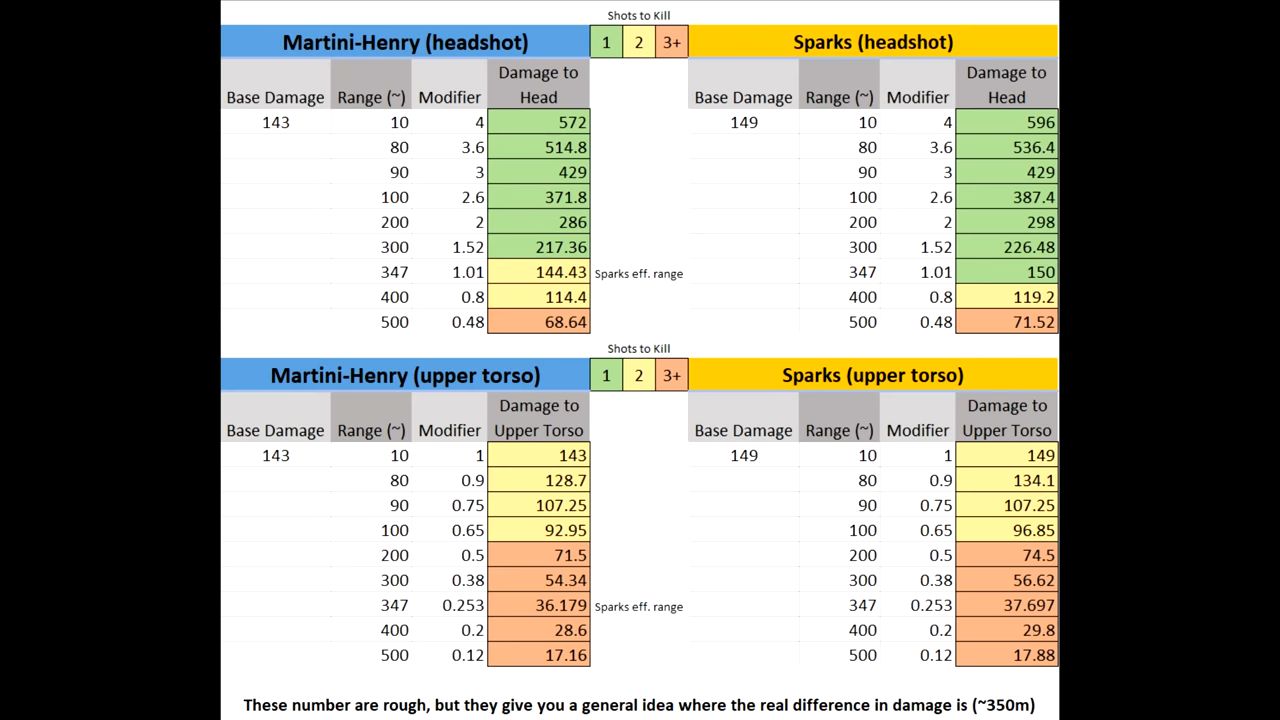 Shots to Kill
Martini-Henry (headshot) 1 2 3+ Sparks (headshot)
Base Damage Range (~) Modifier Damage to Head Base Damage Range (~) Modifier Damage to Head
143 10 4 572 149 10 4 596
80 3.6 514.8 80 3.6 536.4
90 3 429 90 3 429
100 2.6 371.8 100 2.6 387.4
200 2 286 200 2 298
300 1.52 217.36 300 1.52 226.48
347 1.01 144.43 Sparks eff. range 347 1.01 150
400 0.8 114.4 400 0.8 119.2
500 0.48 68.64 500 0.48 71.52
Shots to Kill
Martini-Henry (upper torso) 1 2 3+ Sparks (upper torso)
Base Damage Range (~) Modifier Damage to Upper Torso Base Damage Range (~) Modifier Damage to Upper Torso
143 10 1 143 149 10 1 149
80 0.9 128.7 80 0.9 134.1
90 0.75 107.25 90 0.75 107.25
100 0.65 92.95 100 0.65 96.85
200 0.5 71.5 200 0.5 74.5
300 0.38 54.34 300 0.38 56.62
347 0.253 36.179 Sparks eff. range 347 0.253 37.697
400 0.2 28.6 400 0.2 29.8
500 0.12 17.16 500 0.12 17.88
These number are rough, but they give you a general idea where the real difference in damage is (~350m)